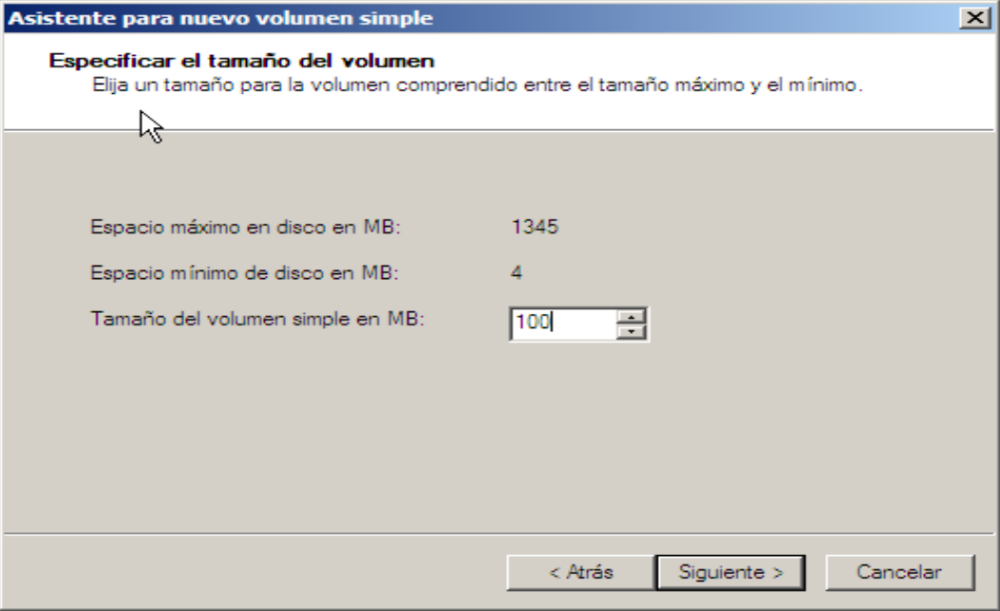 Asistente para nuevo volumen simple
Especificar el tamaño del volumen
Elija un tamaño para la volumen comprendido entre el tamaño máximo y el mínimo.
Espacio máximo en disco en MB: 1345
Espacio mínimo de disco en MB: 4
Tamaño del volumen simple en MB: 100
< Atrás Siguiente > Cancelar